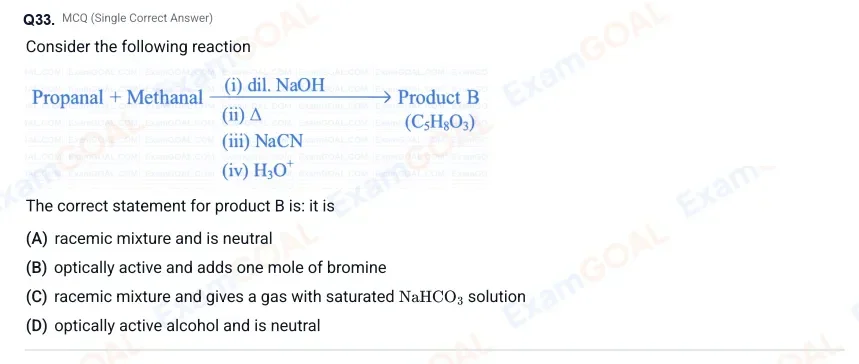 Q33. MCQ (Single Correct Answer)
Consider the following reaction
Propanal + Methanal (i) dil. NaOH → Product B
(ii) Δ (C₅H₈O₃)
(iii) NaCN
(iv) H₃O⁺
The correct statement for product B is: it is
(A) racemic mixture and is neutral
(B) optically active and adds one mole of bromine
(C) racemic mixture and gives a gas with saturated NaHCO₃ solution
(D) optically active alcohol and is neutral
ExamGOAL